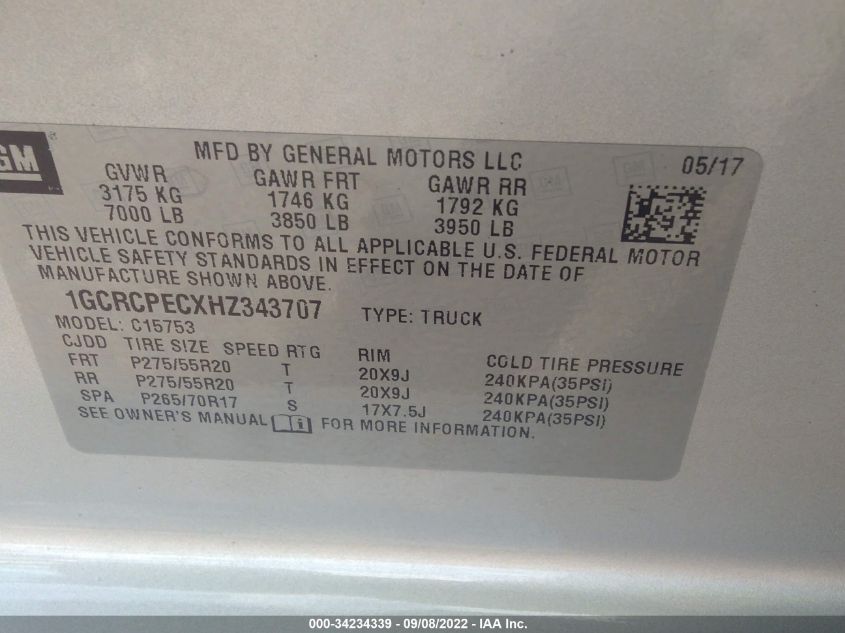 GM
MFD BY GENERAL MOTORS LLC 05/17
GVWR GAWR FRT GAWR RR
3175 KG 1746 KG 1792 KG
7000 LB 3850 LB 3950 LB
THIS VEHICLE CONFORMS TO ALL APPLICABLE U.S. FEDERAL MOTOR
VEHICLE SAFETY STANDARDS IN EFFECT ON THE DATE OF
MANUFACTURE SHOWN ABOVE.
1GCRCPECXHZ343707 TYPE: TRUCK
MODEL: C15753
CJDD TIRE SIZE SPEED RTG RIM COLD TIRE PRESSURE
FRT P275/55R20 T 20X9J 240KPA(35PSI)
RR P275/55R20 T 20X9J 240KPA(35PSI)
SPA P265/70R17 S 17X7.5J 240KPA(35PSI)
SEE OWNER'S MANUAL i FOR MORE INFORMATION.
000-34234339 - 09/08/2022 - IAA Inc.